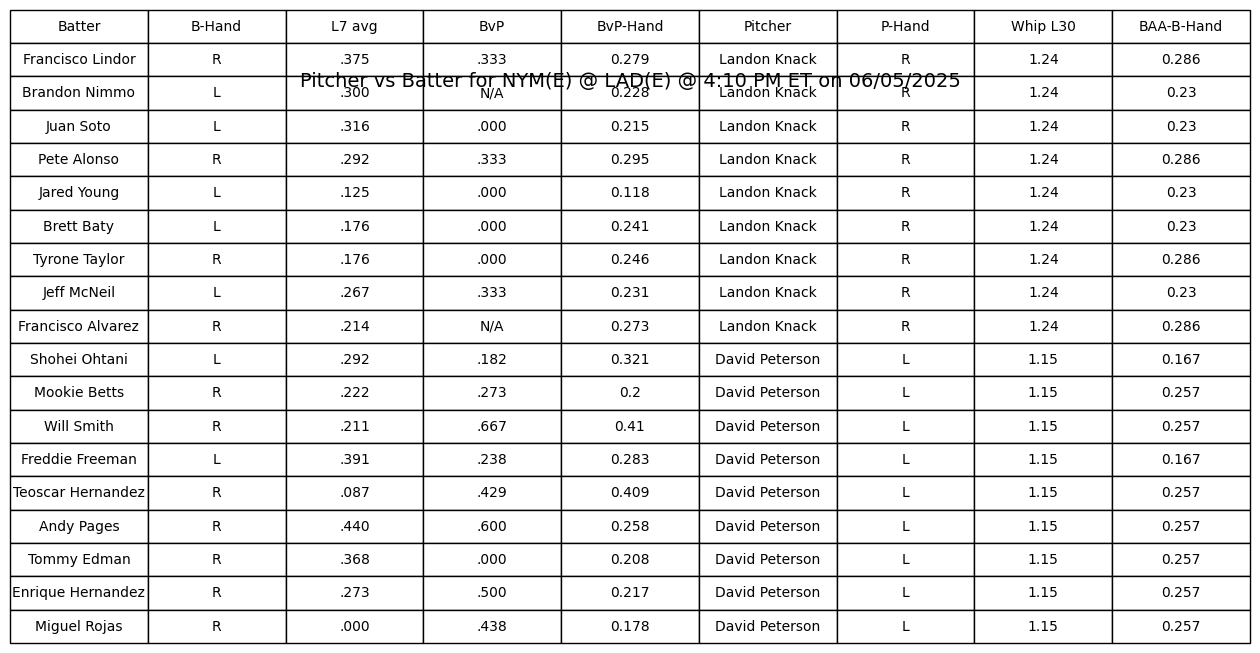 Batter B-Hand L7 avg BvP BvP-Hand Pitcher P-Hand Whip L30 BAA-B-Hand
Francisco Lindor R .375 .333 0.279 Landon Knack R 1.24 0.286
Pitcher vs Batter for NYM(E) @ LAD(E) @ 4:10 PM ET on 06/05/2025
Brandon Nimmo L .300 N/A 0.228 Landon Knack R 1.24 0.23
Juan Soto L .316 .000 0.215 Landon Knack R 1.24 0.23
Pete Alonso R .292 .333 0.295 Landon Knack R 1.24 0.286
Jared Young L .125 .000 0.118 Landon Knack R 1.24 0.23
Brett Baty L .176 .000 0.241 Landon Knack R 1.24 0.23
Tyrone Taylor R .176 .000 0.246 Landon Knack R 1.24 0.286
Jeff McNeil L .267 .333 0.231 Landon Knack R 1.24 0.23
Francisco Alvarez R .214 N/A 0.273 Landon Knack R 1.24 0.286
Shohei Ohtani L .292 .182 0.321 David Peterson L 1.15 0.167
Mookie Betts R .222 .273 0.2 David Peterson L 1.15 0.257
Will Smith R .211 .667 0.41 David Peterson L 1.15 0.257
Freddie Freeman L .391 .238 0.283 David Peterson L 1.15 0.167
Teoscar Hernandez R .087 .429 0.409 David Peterson L 1.15 0.257
Andy Pages R .440 .600 0.258 David Peterson L 1.15 0.257
Tommy Edman R .368 .000 0.208 David Peterson L 1.15 0.257
Enrique Hernandez R .273 .500 0.217 David Peterson L 1.15 0.257
Miguel Rojas R .000 .438 0.178 David Peterson L 1.15 0.257